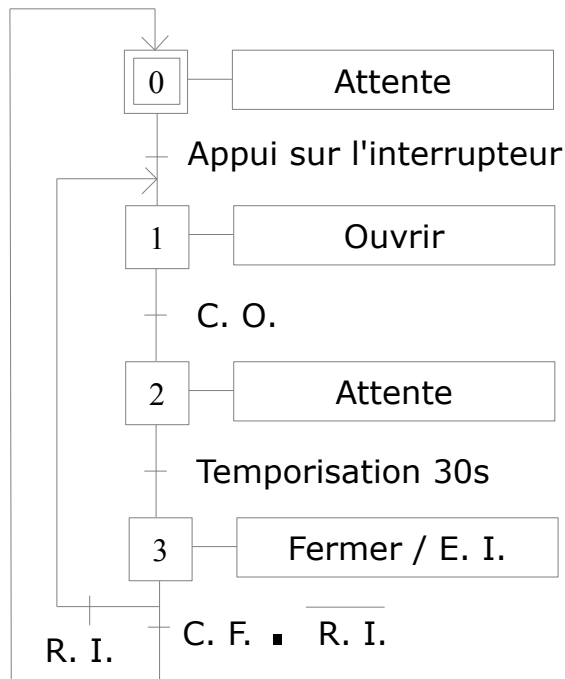 0 Attente
Appui sur l'interrupteur
1 Ouvrir
C. O.
2 Attente
Temporisation 30s
3 Fermer / E. I.
R. I.
C. F. ▪ R̅.̅ ̅I̅.̅